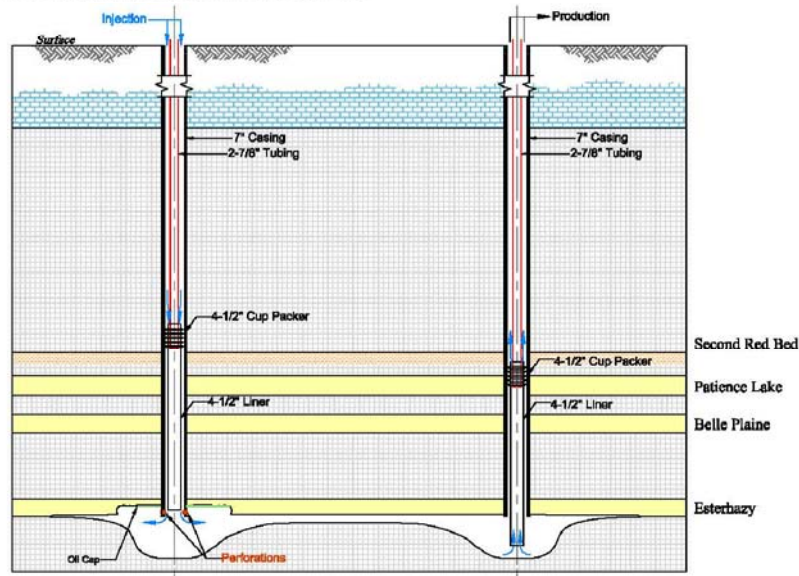 Injection
Production
Surface
7" Casing
2-7/8" Tubing
7" Casing
2-7/8" Tubing
4-1/2" Cup Packer
Second Red Bed
4-1/2" Cup Packer
Patience Lake
4-1/2" Liner
4-1/2" Liner
Belle Plaine
Esterhazy
Oil Cap
Perforations